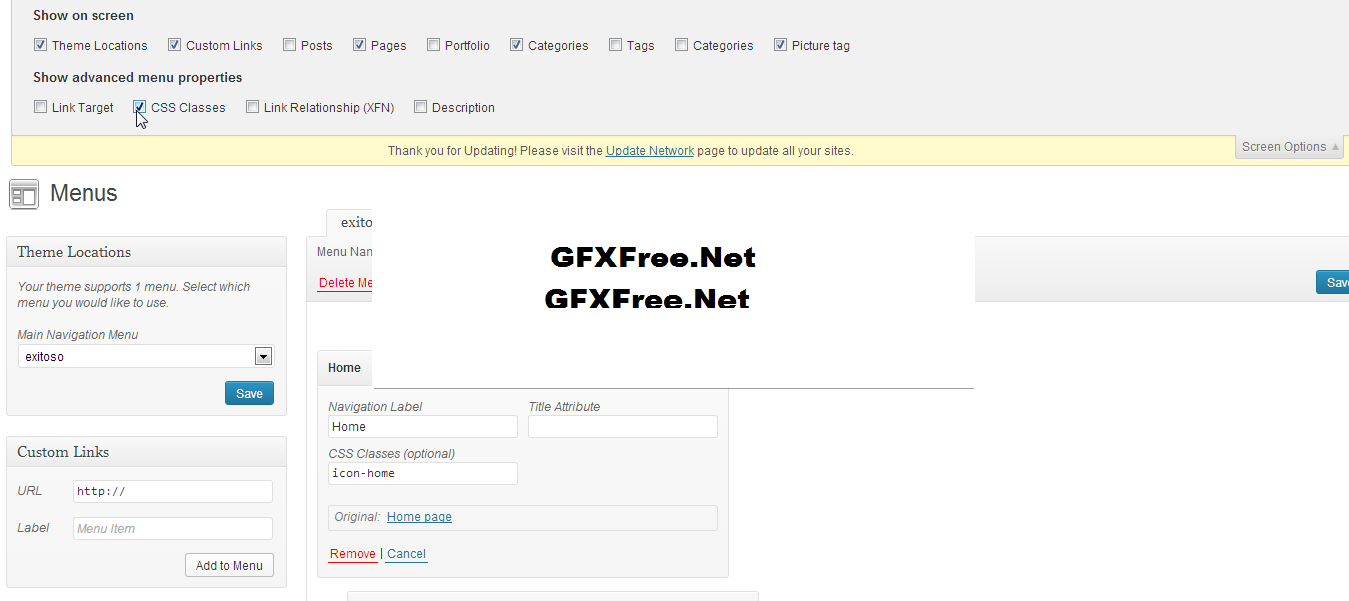 Show on screen
Theme Locations Custom Links Posts Pages Portfolio Categories Tags Categories Picture tag
Show advanced menu properties
Link Target CSS Classes Link Relationship (XFN) Description
Thank you for Updating! Please visit the Update Network page to update all your sites.
Screen Options
Menus
exito
Theme Locations
Your theme supports 1 menu. Select which
menu you would like to use.
Main Navigation Menu
exitoso
Save
Custom Links
URL http://
Label Menu Item
Add to Menu
Menu Nam
Delete Me
GFXFree.Net
GFXFree.Net
Save
Home
Navigation Label Title Attribute
Home
CSS Classes (optional)
icon-home
Original: Home page
Remove | Cancel